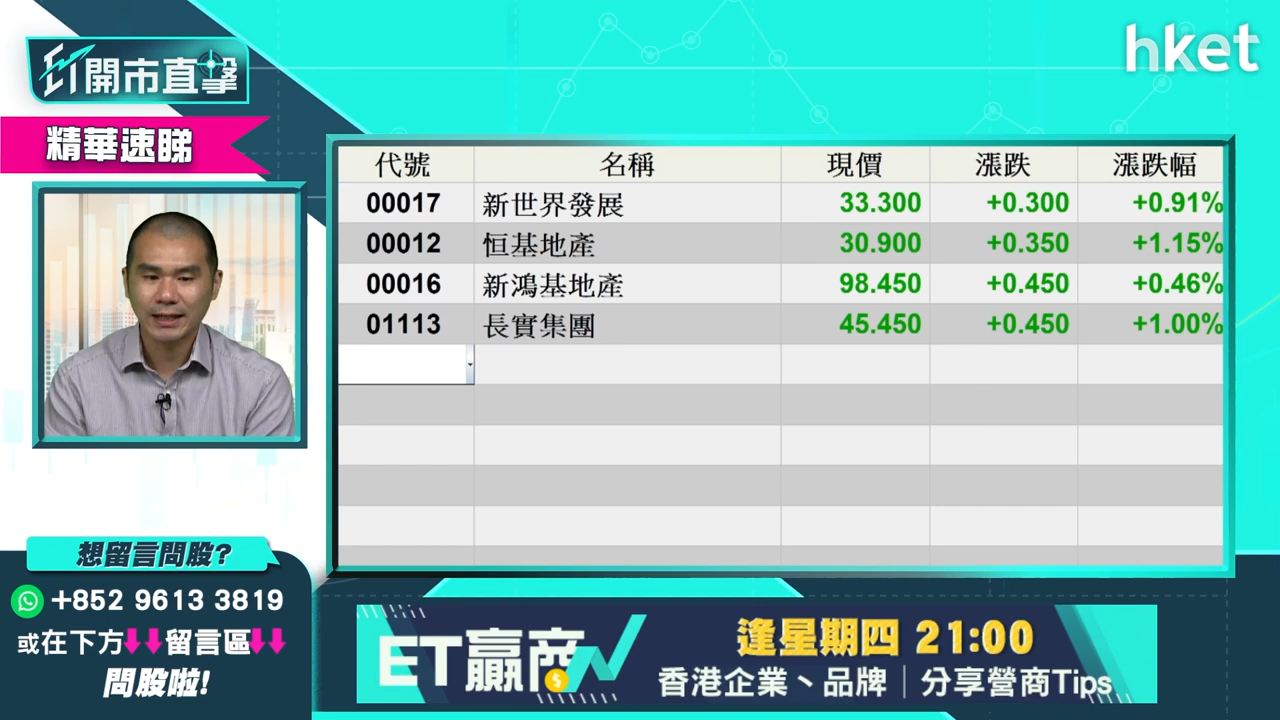 hket
ET開市直擊
精華速睇
代號 名稱 現價 漲跌 漲跌幅
00017 新世界發展 33.300 +0.300 +0.91%
00012 恒基地產 30.900 +0.350 +1.15%
00016 新鴻基地產 98.450 +0.450 +0.46%
01113 長實集團 45.450 +0.450 +1.00%
想留言問股?
+852 9613 3819
或在下方留言區
問股啦!
ET贏商
逢星期四 21:00
香港企業、品牌｜分享營商Tips